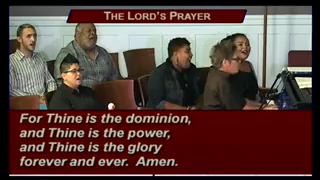 The Lord's Prayer
For Thine is the dominion,
and Thine is the power,
and Thine is the glory
forever and ever. Amen.